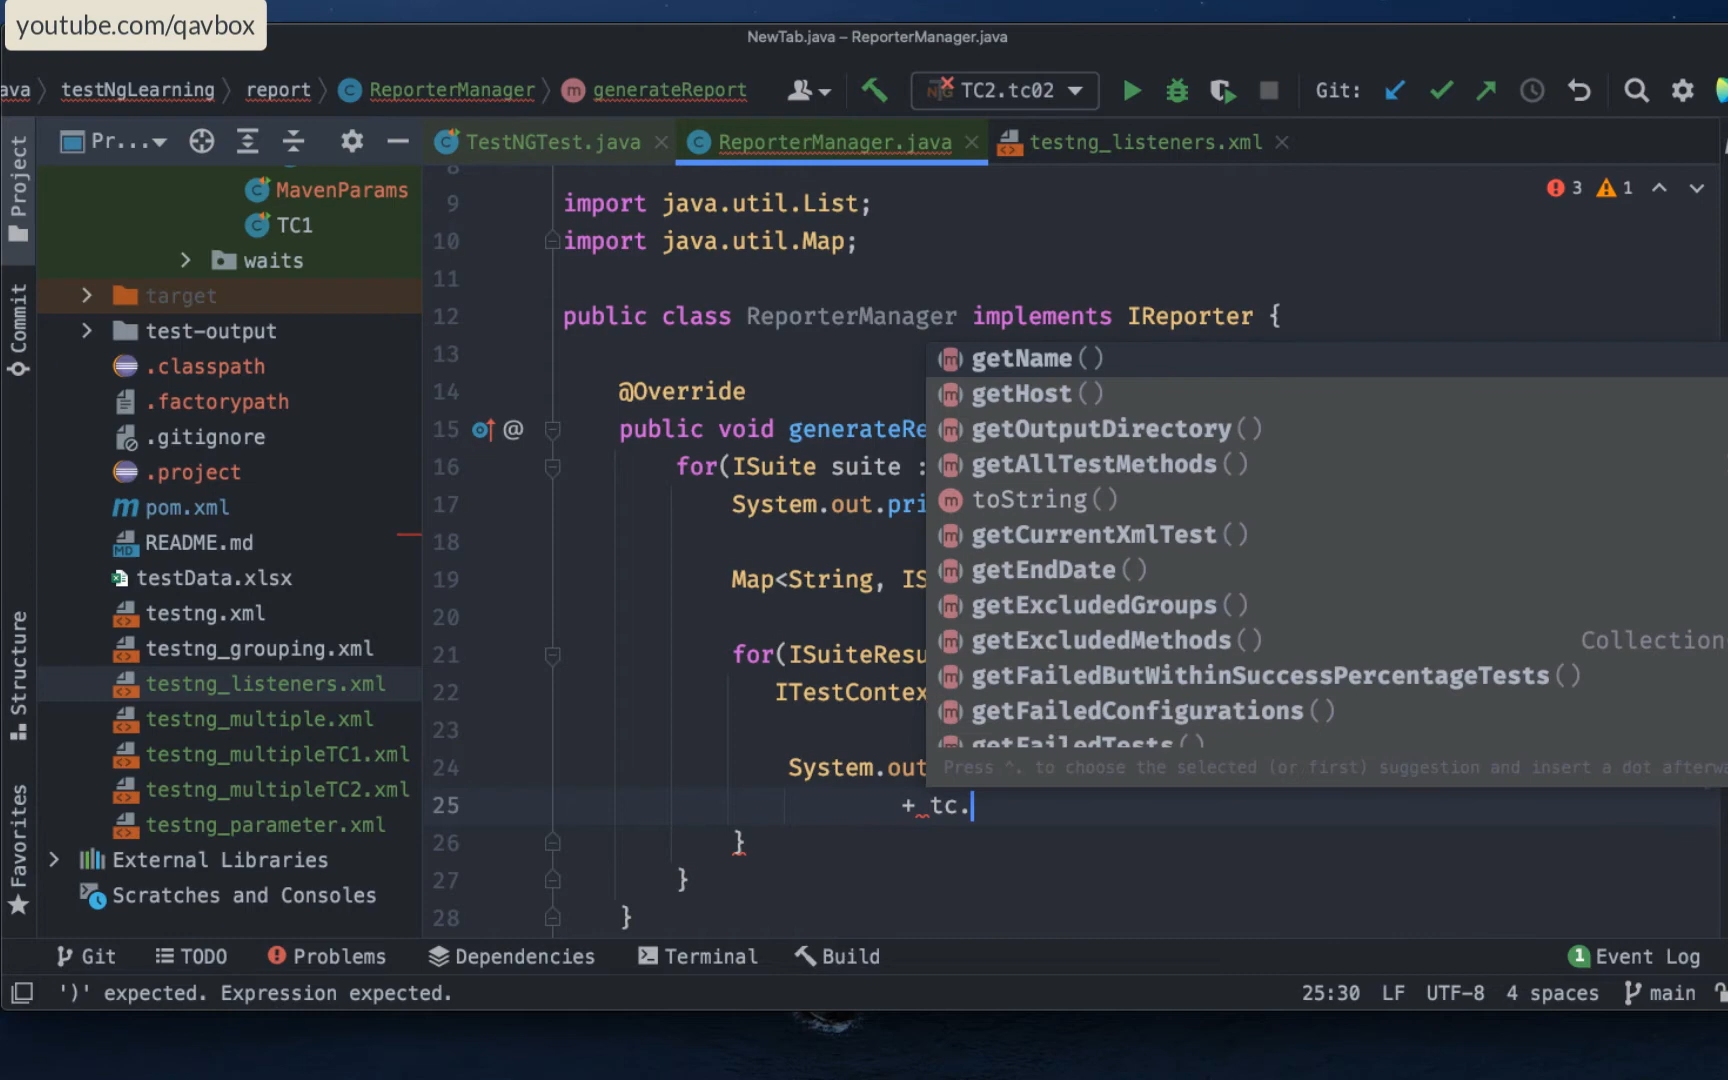 youtube.com/qavbox
NewTab.java – ReporterManager.java
ava testNgLearning report ReporterManager generateReport TC2.tc02 Git:
Pr... TestNGTest.java ReporterManager.java testng_listeners.xml
Project
Commit
Structure
Favorites
MavenParams
TC1
waits
target
test-output
.classpath
.factorypath
.gitignore
.project
pom.xml
README.md
testData.xlsx
testng.xml
testng_grouping.xml
testng_listeners.xml
testng_multiple.xml
testng_multipleTC1.xml
testng_multipleTC2.xml
testng_parameter.xml
External Libraries
Scratches and Consoles
3 1
8
9 import java.util.List;
10 import java.util.Map;
11
12 public class ReporterManager implements IReporter {
13
14 @Override
15 @ public void generateRe
16 for(ISuite suite :
17 System.out.pri
18
19 Map<String, IS
20
21 for(ISuiteResu
22 ITestContex
23
24 System.out
25 + tc.
26 }
27 }
28 }
getName()
getHost()
getOutputDirectory()
getAllTestMethods()
toString()
getCurrentXmlTest()
getEndDate()
getExcludedGroups()
getExcludedMethods() Collection
getFailedButWithinSuccessPercentageTests()
getFailedConfigurations()
getFailedTests()
Press ^. to choose the selected (or first) suggestion and insert a dot afterwa
Git TODO Problems Dependencies Terminal Build 1 Event Log
')' expected. Expression expected. 25:30 LF UTF-8 4 spaces main